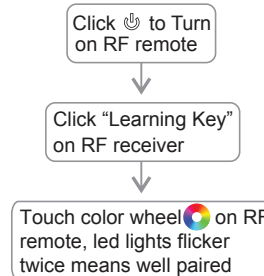 Click to Turn
on RF remote
Click “Learning Key”
on RF receiver
Touch color wheel on RF
remote, led lights flicker
twice means well paired